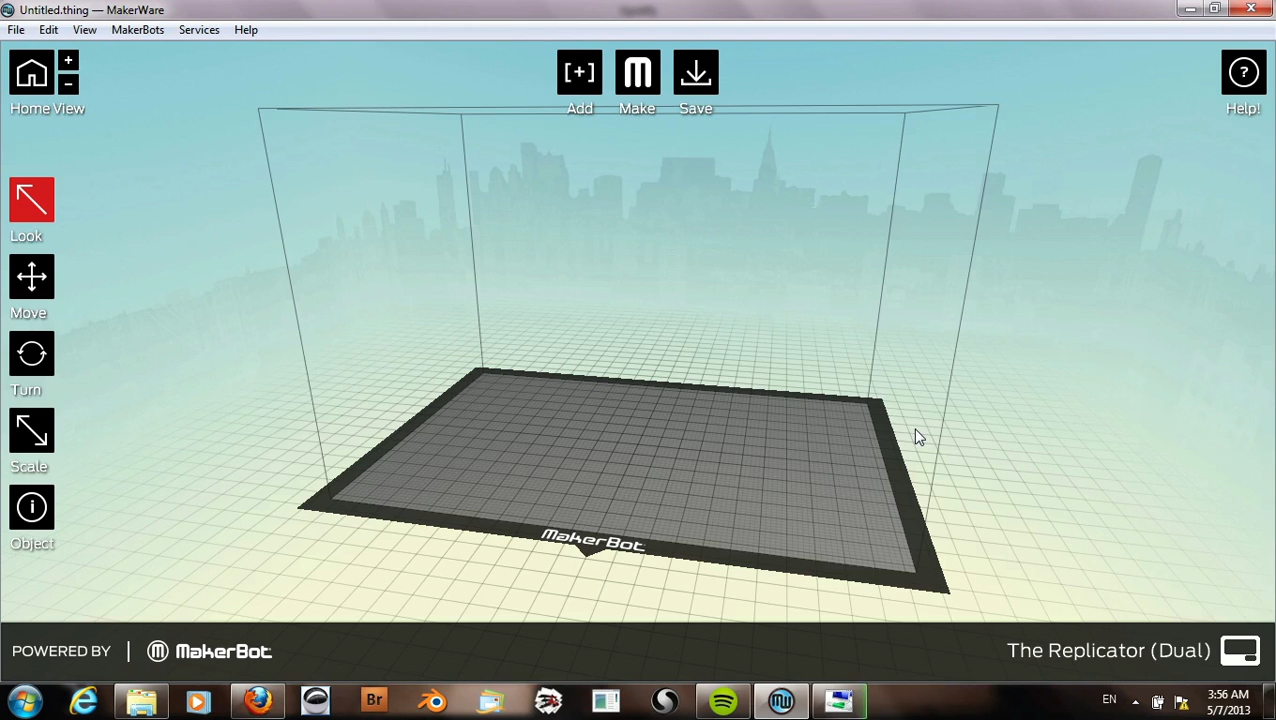 Untitled.thing — MakerWare
File Edit View MakerBots Services Help
Home View
+
-
[+] Add
Make
Save
?
Help!
Look
Move
Turn
Scale
i
Object
MakerBot
POWERED BY | MakerBot
The Replicator (Dual)
Br
EN
3:56 AM
5/7/2013